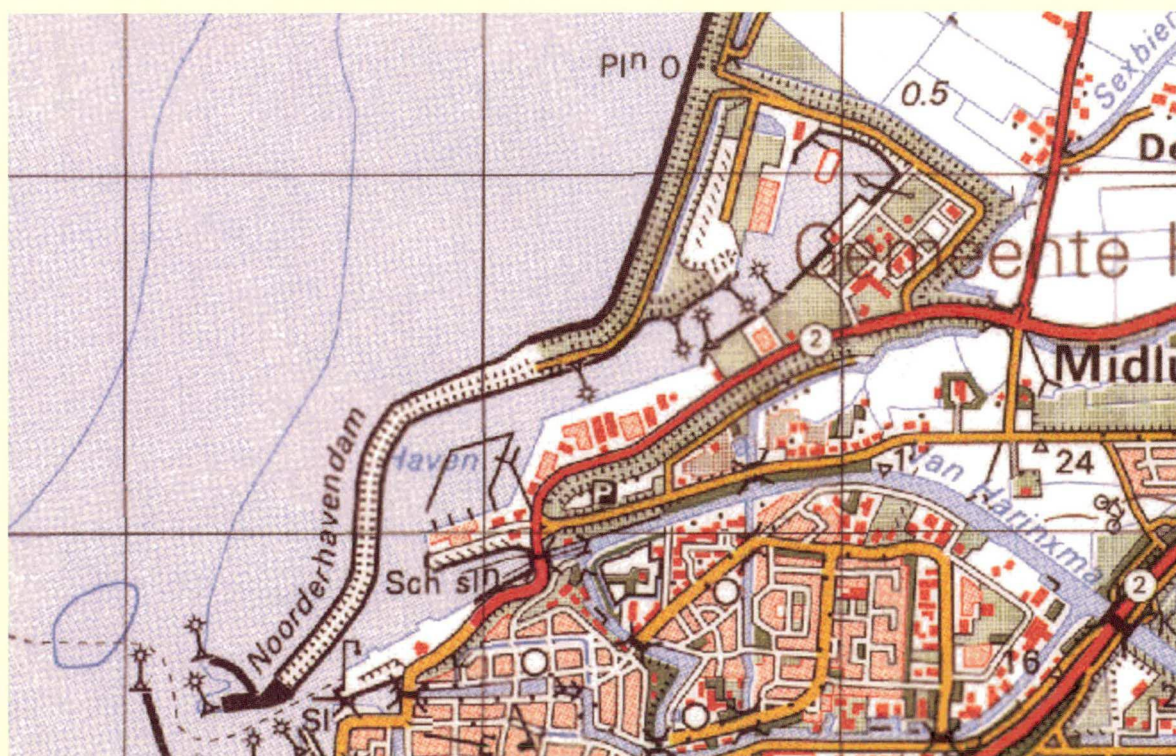 Plⁿ 0
0.5
Sexbier
De
Gemeente
2
Midlu
Noorderhavendam
Haven
P
1
24
van Harinxma
Sch slⁿ
2
16
Sl